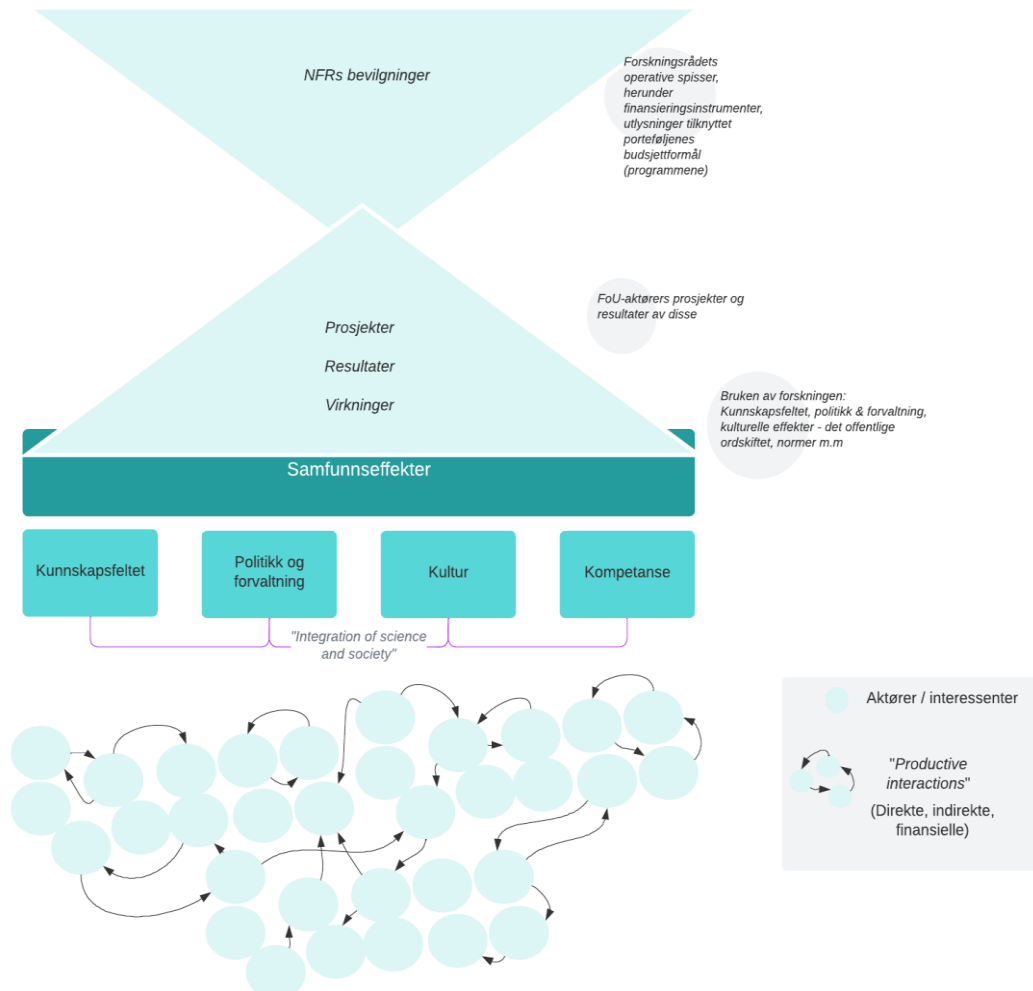 NFRs bevilgninger
Forskningsrådets
operative spisser,
herunder
finansieringsinstrumenter,
utlysninger tilknyttet
porteføljenes
budsjettformål
(programmene)
FoU-aktørers prosjekter og
resultater av disse
Prosjekter
Resultater
Virkninger
Bruken av forskningen:
Kunnskapsfeltet, politikk & forvaltning,
kulturelle effekter - det offentlige
ordskiftet, normer m.m
Samfunnseffekter
Kunnskapsfeltet
Politikk og
forvaltning
Kultur
Kompetanse
"Integration of science
and society"
Aktører / interessenter
"Productive
interactions"
(Direkte, indirekte,
finansielle)